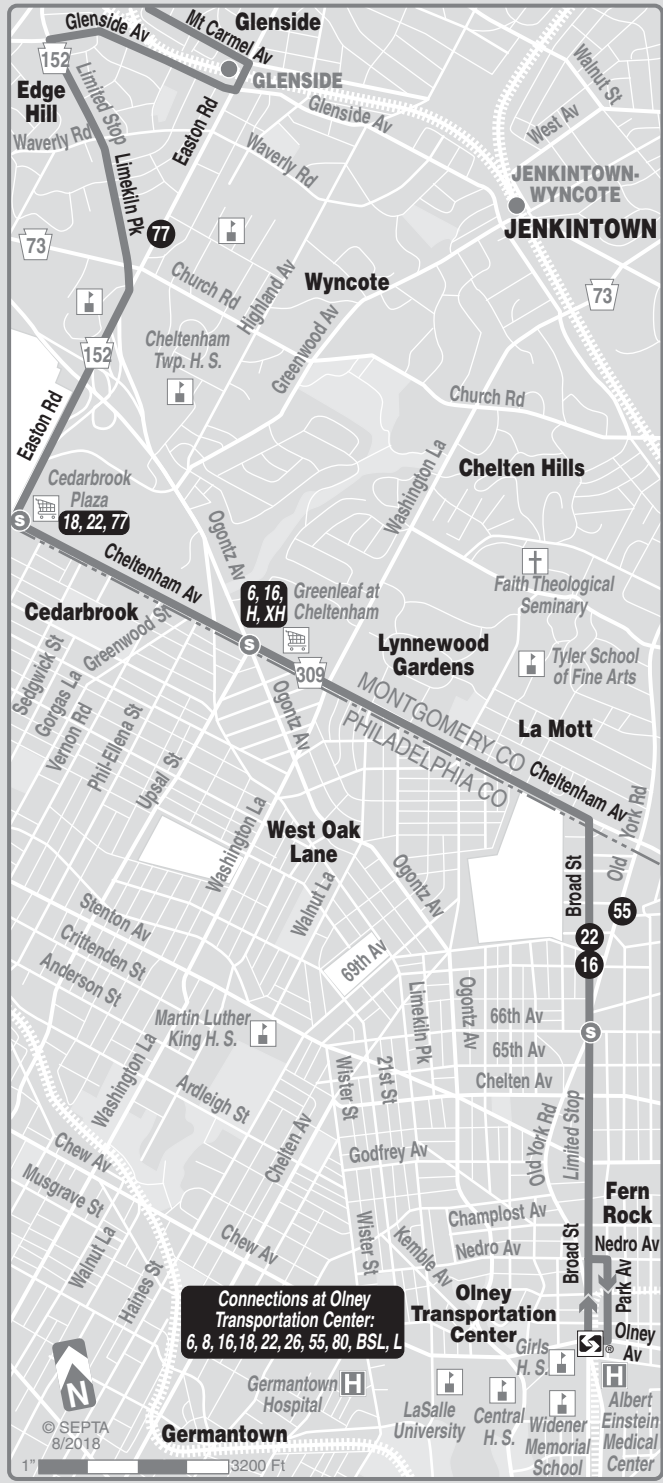 Glenside Av
Mt Carmel Av
Glenside
152
GLENSIDE
Edge
Hill
Limited Stop
Easton Rd
Glenside Av
Walnut St
West Av
Waverly Rd
Limekiln Pk
Waverly Rd
JENKINTOWN-
WYNCOTE
JENKINTOWN
77
73
Church Rd
Highland Av
Wyncote
73
152
Cheltenham
Twp. H. S.
Greenwood Av
Easton Rd
Church Rd
Washington La
Chelten Hills
Cedarbrook
Plaza
S
18, 22, 77
Ogontz Av
Cheltenham Av
6, 16,
H, XH
Greenleaf at
Cheltenham
Faith Theological
Seminary
Cedarbrook
Greenwood St
S
Lynnewood
Gardens
Tyler School
of Fine Arts
Sedgwick St
Gorgas La
Vernon Rd
309
Ogontz Av
MONTGOMERY CO
PHILADELPHIA CO
La Mott
Phil-Ellena St
Upsal St
Cheltenham Av
Old York Rd
Washington La
West Oak
Lane
Ogontz Av
Broad St
Walnut La
55
22
16
Stenton Av
Crittenden St
Anderson St
69th Av
Limekiln Pk
Ogontz Av
66th Av
S
Martin Luther
King H. S.
65th Av
Washington La
Wister St
21st St
Chelten Av
Ardleigh St
Chelten Av
Old York Rd
Limited Stop
Chew Av
Godfrey Av
Musgrave St
Fern
Rock
Walnut La
Chew Av
Wister St
Kemble Av
Champlost Av
Nedro Av
Broad St
Nedro Av
Park Av
Haines St
Connections at Olney
Transportation Center:
6, 8, 16,18, 22, 26, 55, 80, BSL, L
Olney
Transportation
Center
Olney
Av
®
Girls
H. S.
N
Germantown
Hospital
H
H
LaSalle
University
Central
H. S.
Widener
Memorial
School
Albert
Einstein
Medical
Center
© SEPTA
8/2018
Germantown
1"
3200 Ft